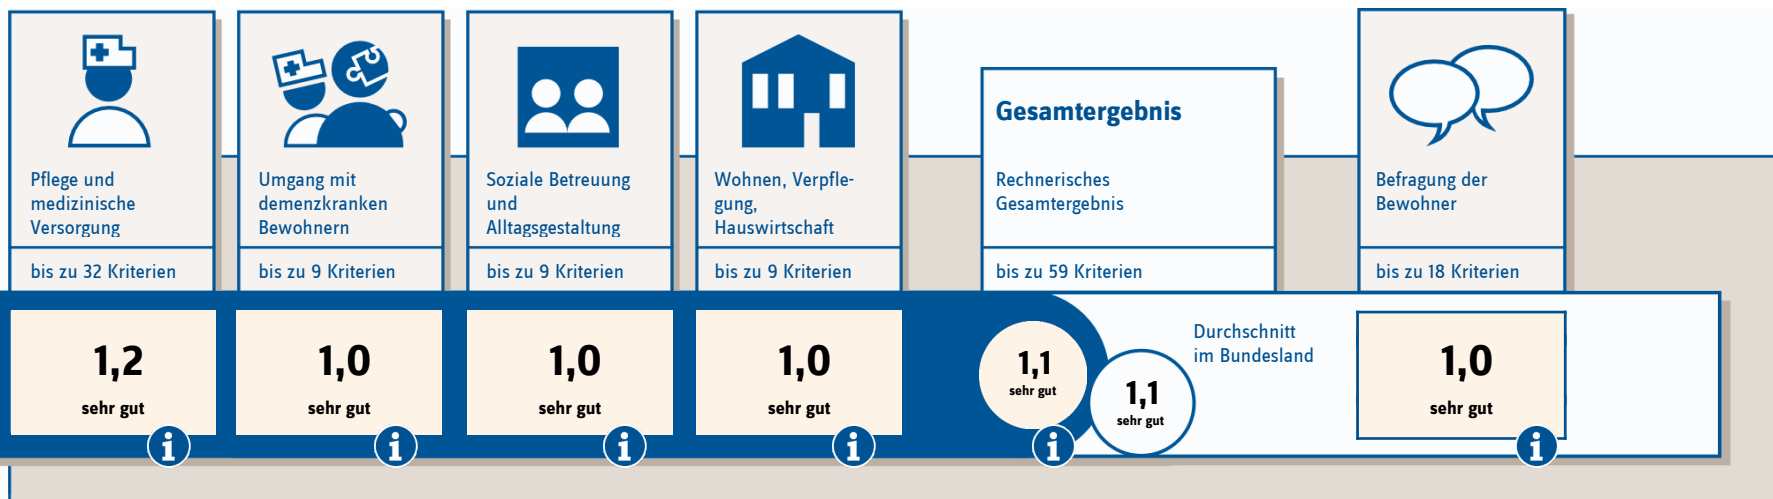 Pflege und
medizinische
Versorgung
bis zu 32 Kriterien
1,2
sehr gut
Umgang mit
demenzkranken
Bewohnern
bis zu 9 Kriterien
1,0
sehr gut
Soziale Betreuung
und
Alltagsgestaltung
bis zu 9 Kriterien
1,0
sehr gut
Wohnen, Verpfle-
gung,
Hauswirtschaft
bis zu 9 Kriterien
1,0
sehr gut
Gesamtergebnis
Rechnerisches
Gesamtergebnis
bis zu 59 Kriterien
1,1
sehr gut
1,1
sehr gut
Durchschnitt
im Bundesland
Befragung der
Bewohner
bis zu 18 Kriterien
1,0
sehr gut